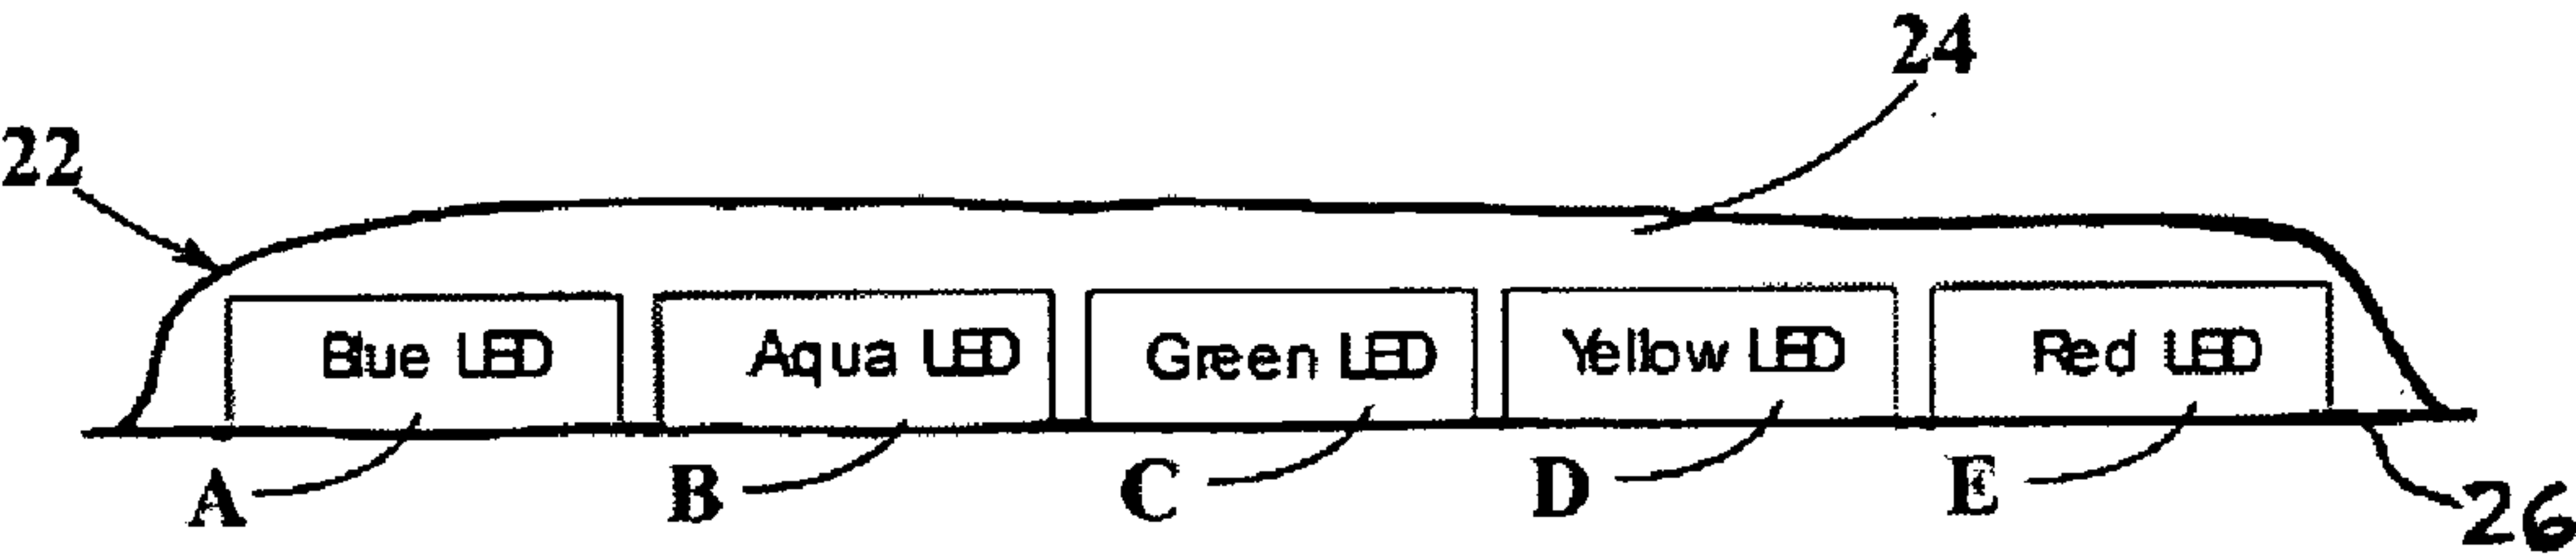 24
22
Blue LED Aqua LED Green LED Yellow LED Red LED
A B C D E 26